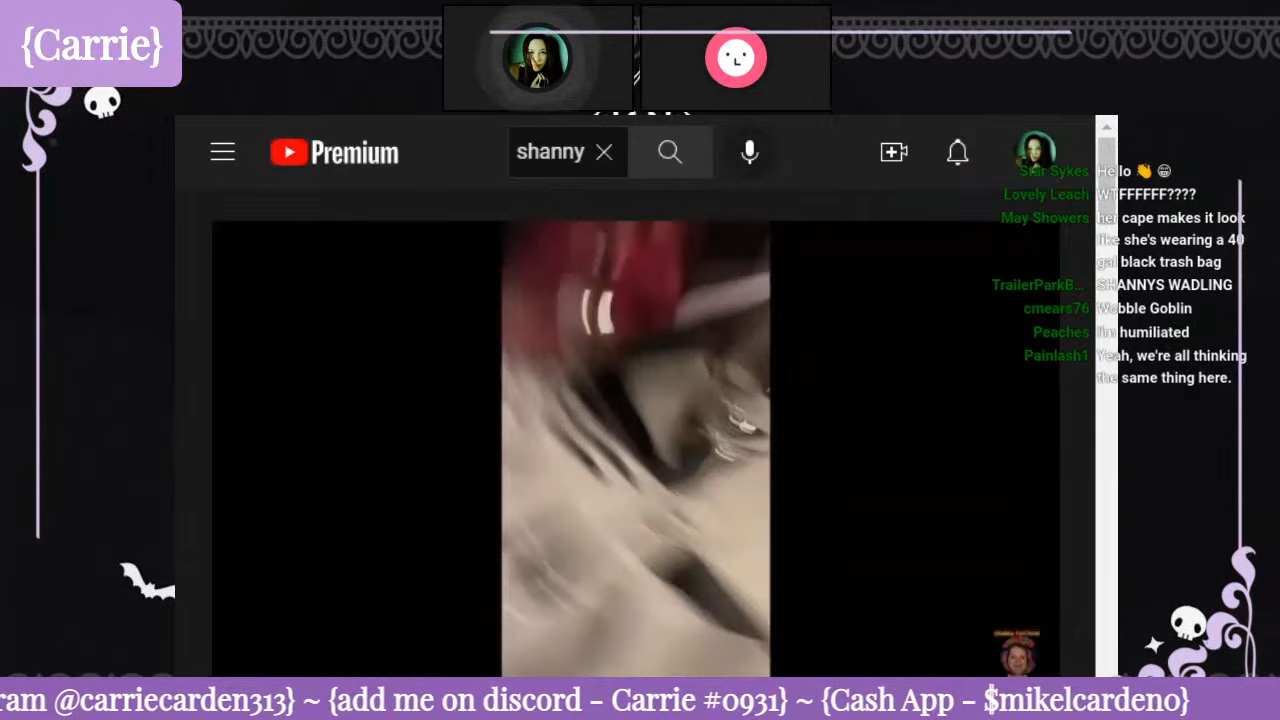 {Carrie}
Premium
shanny
Star Sykes Hello 👋 😁
Lovely Leach WTFFFFFF????
May Showers her cape makes it look
like she's wearing a 40
gal black trash bag
TrailerParkB... SHANNYS WADLING
cmears76 Wobble Goblin
Peaches I'm humiliated
Painlash1 Yeah, we're all thinking
the same thing here.
ram @carriecarden313} ~ {add me on discord - Carrie #0931} ~ {Cash App - $mikelcarden0}